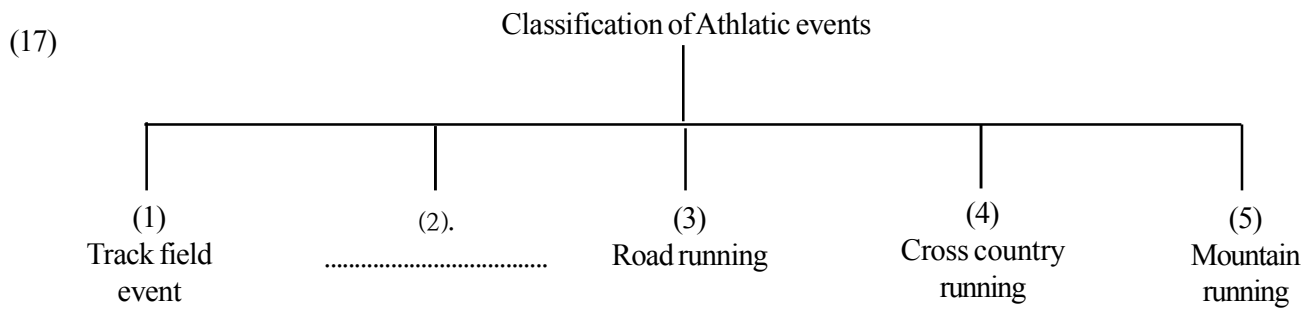 Classification of Athlatic events
(17)
(1)
Track field
event
(2).
..................................
(3)
Road running
(4)
Cross country
running
(5)
Mountain
running